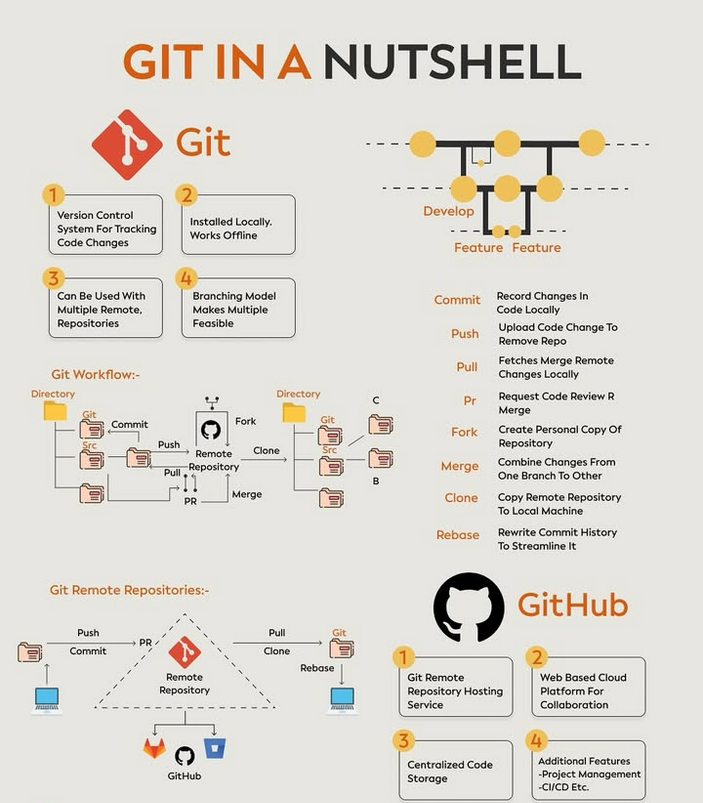 GIT IN A NUTSHELL
Git
1
Version Control
System For Tracking
Code Changes
2
Installed Locally.
Works Offline
3
Can Be Used With
Multiple Remote,
Repositories
4
Branching Model
Makes Multiple
Feasible
Develop
Feature Feature
Commit
Record Changes In
Code Locally
Push
Upload Code Change To
Remove Repo
Pull
Fetches Merge Remote
Changes Locally
Pr
Request Code Review R
Merge
Fork
Create Personal Copy Of
Repository
Merge
Combine Changes From
One Branch To Other
Clone
Copy Remote Repository
To Local Machine
Rebase
Rewrite Commit History
To Streamline It
Git Workflow:-
Directory
Git
Commit
Src
Push
Pull
Fork
Remote
Repository
PR
Merge
Clone
Directory
Git
Src
C
B
Git Remote Repositories:-
Push
Commit
PR
Remote
Repository
Pull
Clone
Git
Rebase
GitHub
GitHub
1
Git Remote
Repository Hosting
Service
2
Web Based Cloud
Platform For
Collaboration
3
Centralized Code
Storage
4
Additional Features
-Project Management
-CI/CD Etc.